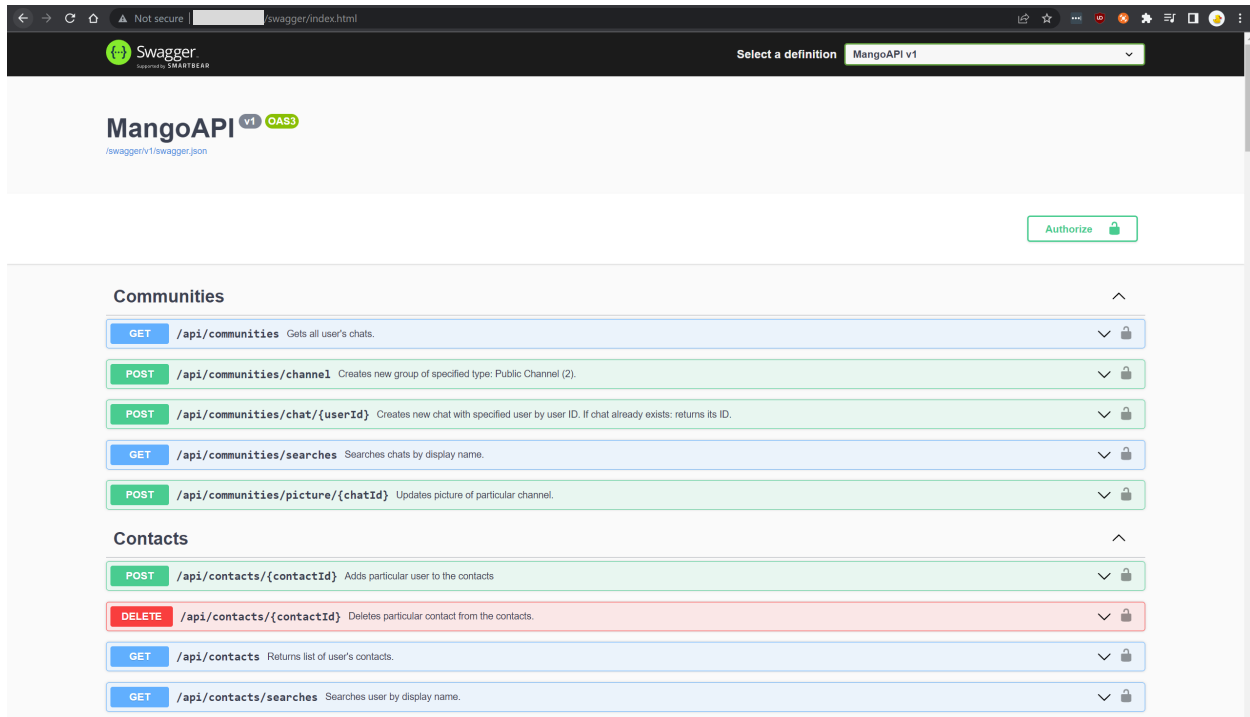 Not secure | /swagger/index.html
Swagger
Supported by SMARTBEAR
Select a definition MangoAPI v1
MangoAPI v1 OAS3
/swagger/v1/swagger.json
Authorize
Communities
GET /api/communities Gets all user's chats.
POST /api/communities/channel Creates new group of specified type: Public Channel (2).
POST /api/communities/chat/{userId} Creates new chat with specified user by user ID. If chat already exists: returns its ID.
GET /api/communities/searches Searches chats by display name.
POST /api/communities/picture/{chatId} Updates picture of particular channel.
Contacts
POST /api/contacts/{contactId} Adds particular user to the contacts
DELETE /api/contacts/{contactId} Deletes particular contact from the contacts.
GET /api/contacts Returns list of user's contacts.
GET /api/contacts/searches Searches user by display name.